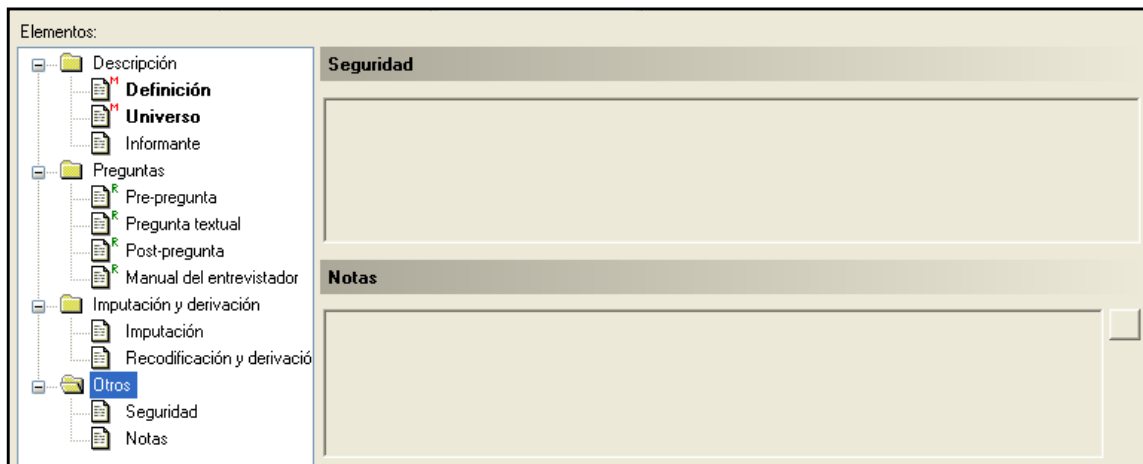 Elementos:
Descripción
M Definición
M Universo
Informante
Preguntas
R Pre-pregunta
R Pregunta textual
R Post-pregunta
R Manual del entrevistador
Imputación y derivación
Imputación
Recodificación y derivació
Otros
Seguridad
Notas
Seguridad
Notas